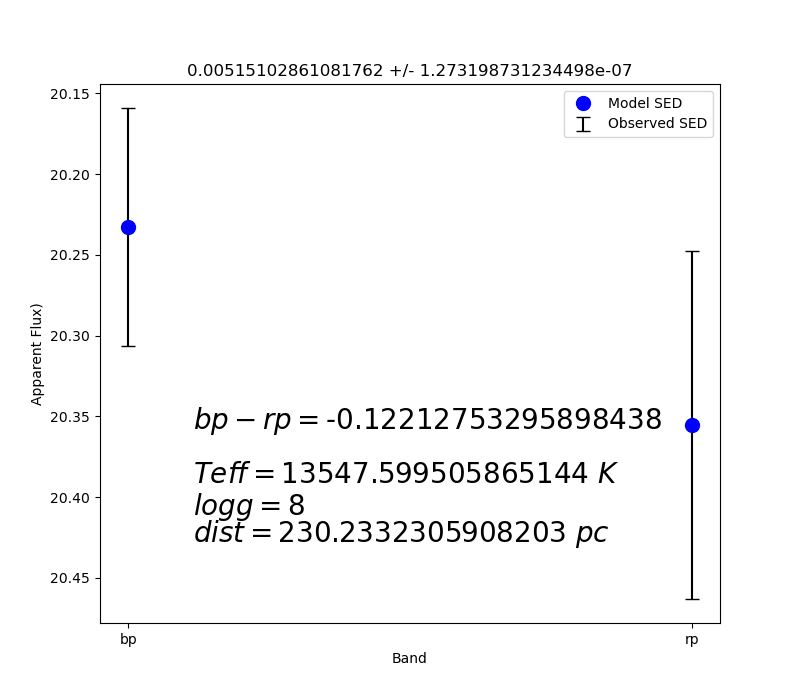 0.00515102861081762 +/- 1.273198731234498e-07
Model SED
Observed SED
20.15
20.20
20.25
20.30
20.35
20.40
20.45
Apparent Flux)
bp − rp = -0.12212753295898438
Teff = 13547.599505865144 K
logg = 8
dist = 230.2332305908203 pc
bp
rp
Band